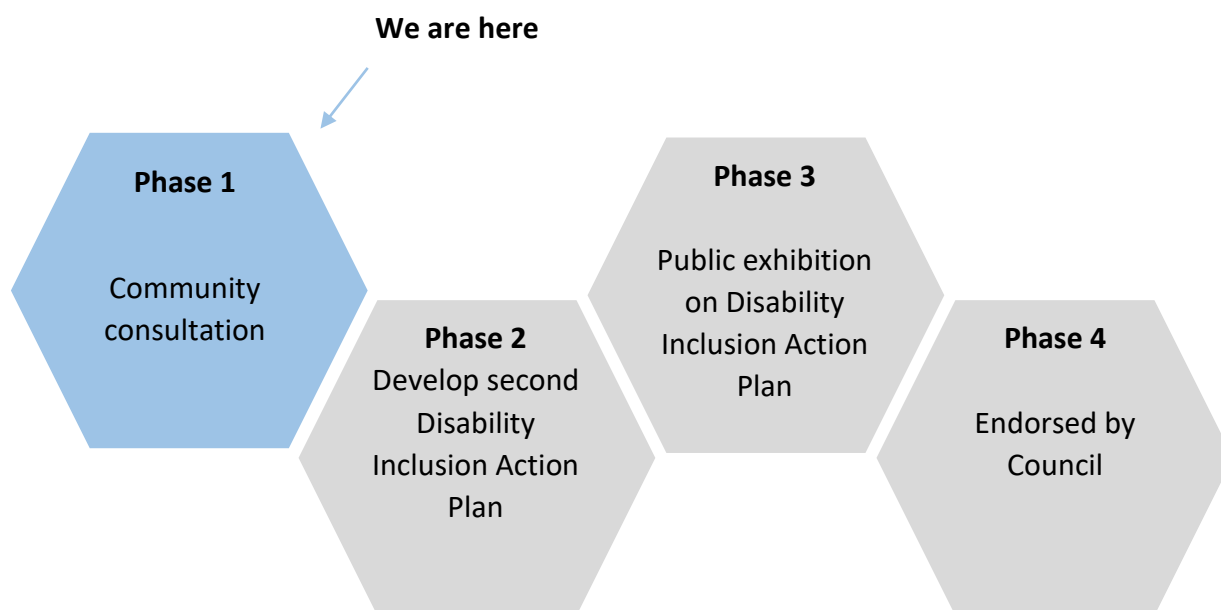 We are here
Phase 1
Community
consultation
Phase 2
Develop second
Disability
Inclusion Action
Plan
Phase 3
Public exhibition
on Disability
Inclusion Action
Plan
Phase 4
Endorsed by
Council